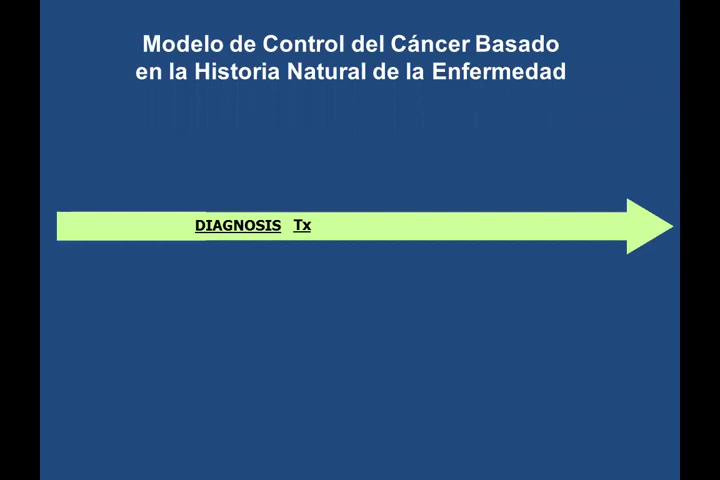 Modelo de Control del Cáncer Basado
en la Historia Natural de la Enfermedad
DIAGNOSIS Tx